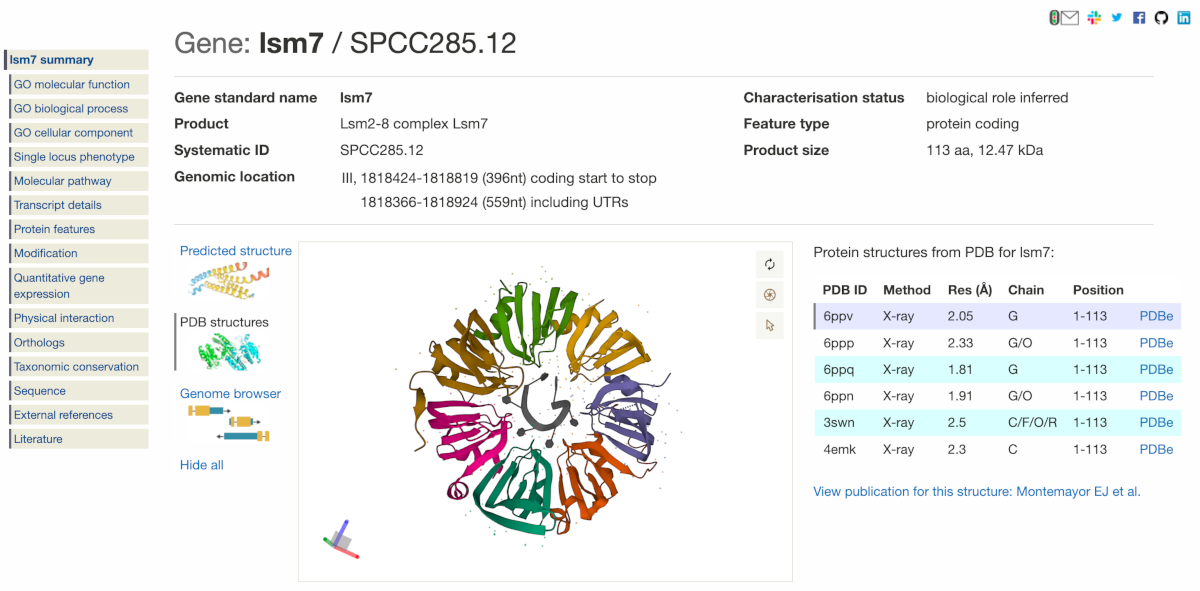 Gene: lsm7 / SPCC285.12
lsm7 summary
GO molecular function
GO biological process
GO cellular component
Single locus phenotype
Molecular pathway
Transcript details
Protein features
Modification
Quantitative gene
expression
Physical interaction
Orthologs
Taxonomic conservation
Sequence
External references
Literature
Gene standard name lsm7
Product Lsm2-8 complex Lsm7
Systematic ID SPCC285.12
Genomic location III, 1818424-1818819 (396nt) coding start to stop
1818366-1818924 (559nt) including UTRs
Characterisation status biological role inferred
Feature type protein coding
Product size 113 aa, 12.47 kDa
Predicted structure
PDB structures
Genome browser
Hide all
Protein structures from PDB for lsm7:
PDB ID Method Res (Å) Chain Position
6ppv X-ray 2.05 G 1-113 PDBe
6ppp X-ray 2.33 G/O 1-113 PDBe
6ppq X-ray 1.81 G 1-113 PDBe
6ppn X-ray 1.91 G/O 1-113 PDBe
3swn X-ray 2.5 C/F/O/R 1-113 PDBe
4emk X-ray 2.3 C 1-113 PDBe
View publication for this structure: Montemayor EJ et al.